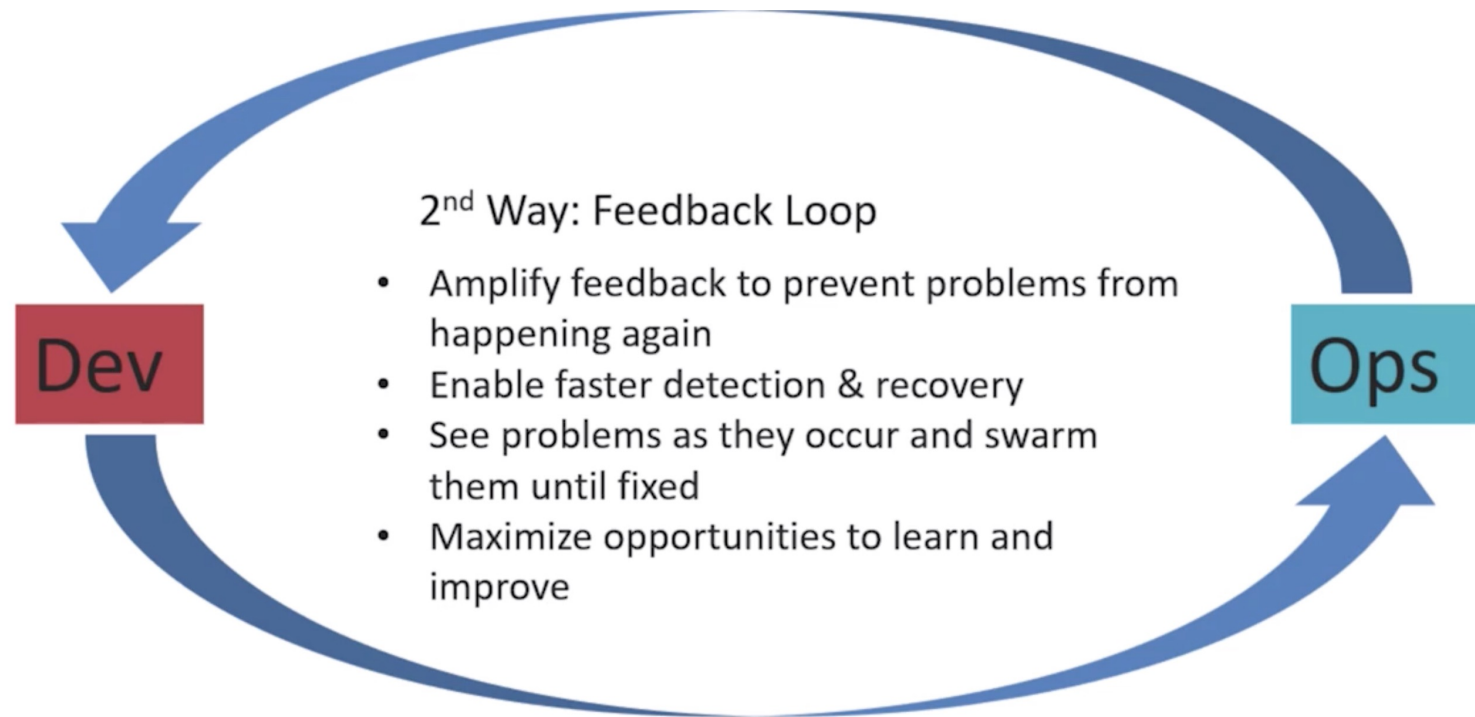 2nd Way: Feedback Loop
• Amplify feedback to prevent problems from
happening again
• Enable faster detection & recovery
Dev
Ops
• See problems as they occur and swarm
them until fixed
• Maximize opportunities to learn and
improve